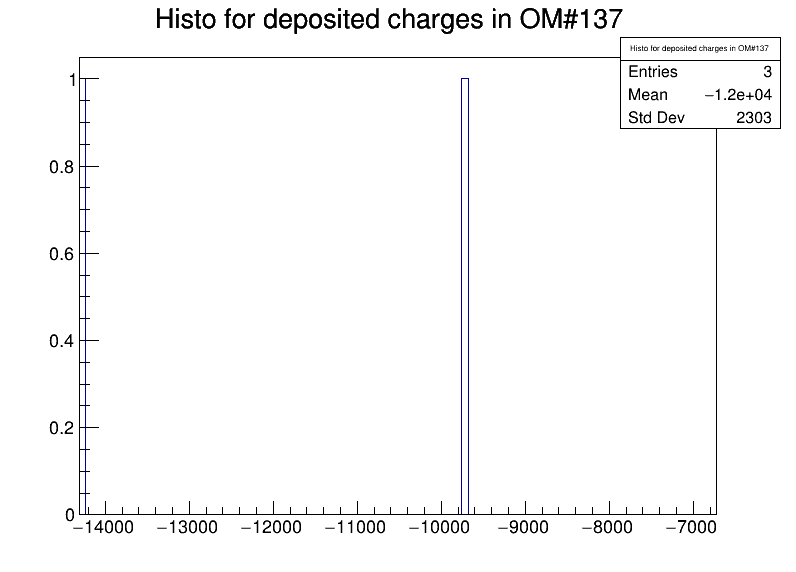 Histo for deposited charges in OM#137
Histo for deposited charges in OM#137
Entries 3
Mean −1.2e+04
Std Dev 2303
1
0.8
0.6
0.4
0.2
0
−14000 −13000 −12000 −11000 −10000 −9000 −8000 −7000